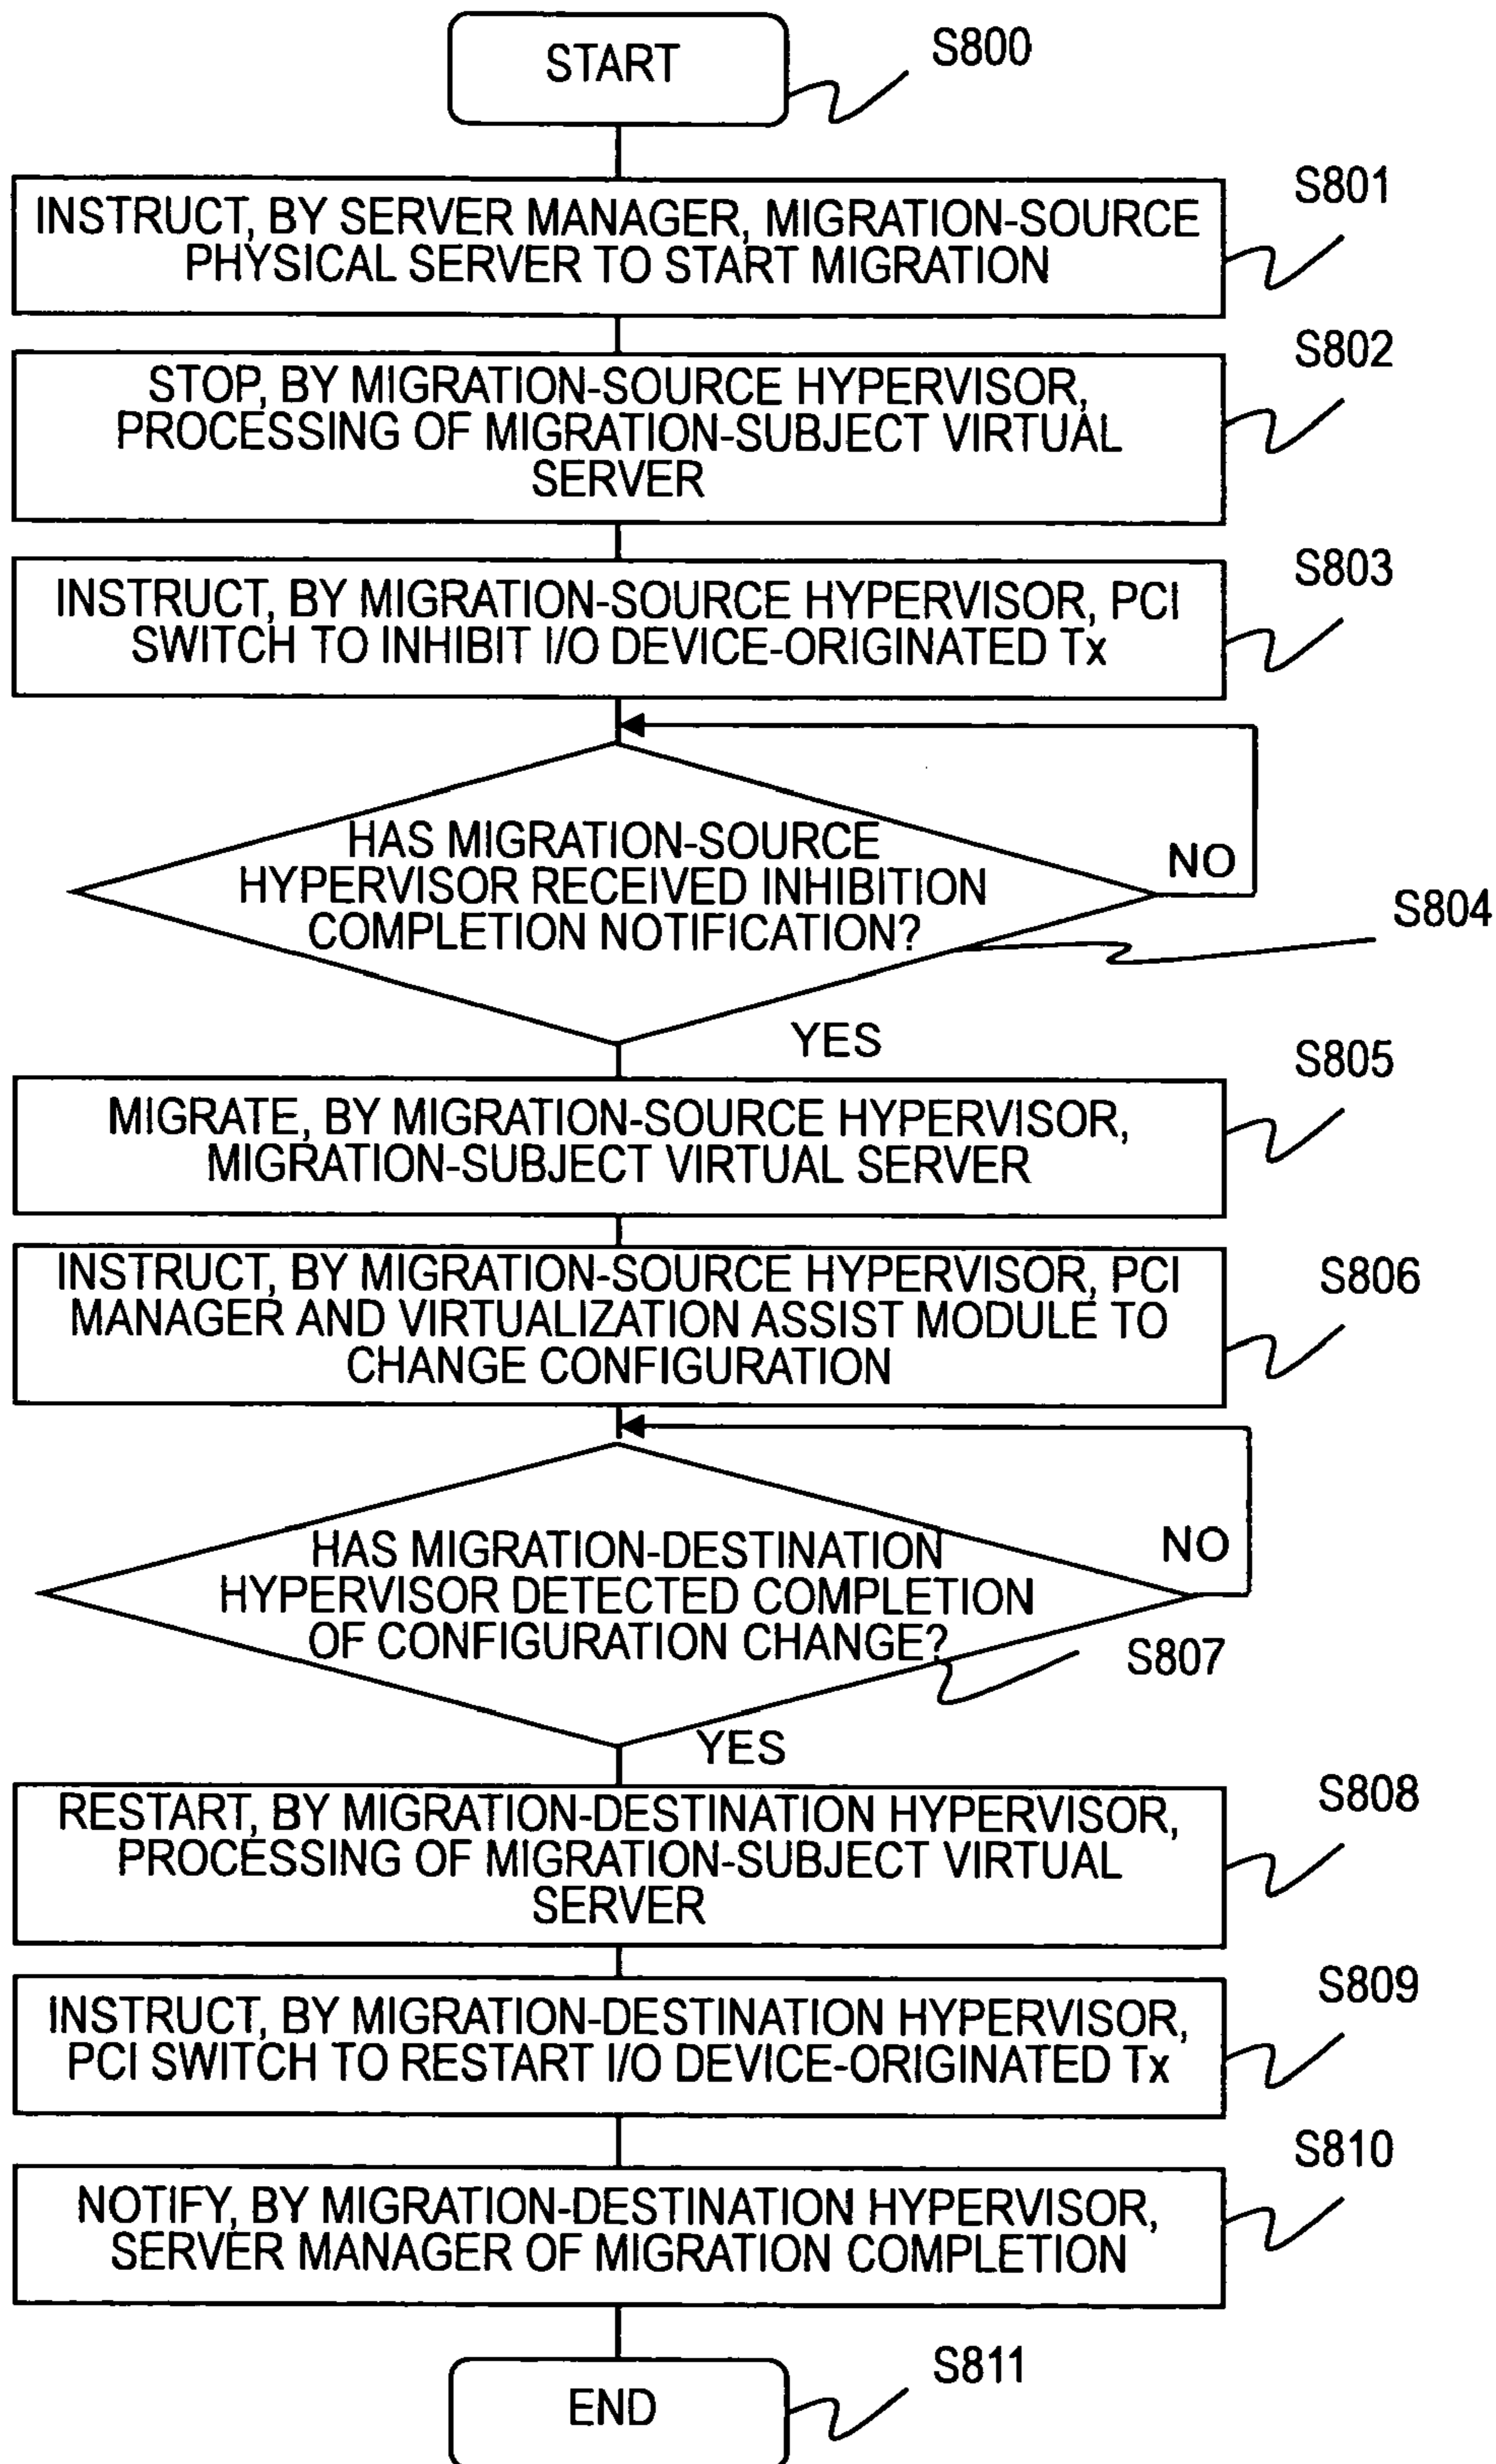 START
S800
INSTRUCT, BY SERVER MANAGER, MIGRATION-SOURCE
PHYSICAL SERVER TO START MIGRATION
S801
STOP, BY MIGRATION-SOURCE HYPERVISOR,
PROCESSING OF MIGRATION-SUBJECT VIRTUAL
SERVER
S802
INSTRUCT, BY MIGRATION-SOURCE HYPERVISOR, PCI
SWITCH TO INHIBIT I/O DEVICE-ORIGINATED Tx
S803
HAS MIGRATION-SOURCE
HYPERVISOR RECEIVED INHIBITION
COMPLETION NOTIFICATION?
NO
S804
YES
MIGRATE, BY MIGRATION-SOURCE HYPERVISOR,
MIGRATION-SUBJECT VIRTUAL SERVER
S805
INSTRUCT, BY MIGRATION-SOURCE HYPERVISOR, PCI
MANAGER AND VIRTUALIZATION ASSIST MODULE TO
CHANGE CONFIGURATION
S806
HAS MIGRATION-DESTINATION
HYPERVISOR DETECTED COMPLETION
OF CONFIGURATION CHANGE?
NO
S807
YES
RESTART, BY MIGRATION-DESTINATION HYPERVISOR,
PROCESSING OF MIGRATION-SUBJECT VIRTUAL
SERVER
S808
INSTRUCT, BY MIGRATION-DESTINATION HYPERVISOR,
PCI SWITCH TO RESTART I/O DEVICE-ORIGINATED Tx
S809
NOTIFY, BY MIGRATION-DESTINATION HYPERVISOR,
SERVER MANAGER OF MIGRATION COMPLETION
S810
END
S811